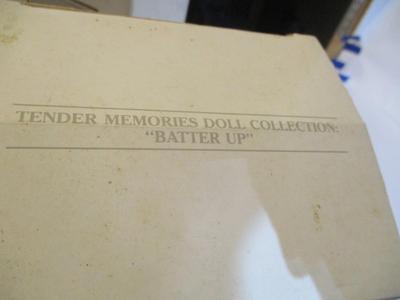 TENDER MEMORIES DOLL COLLECTION:
“BATTER UP”